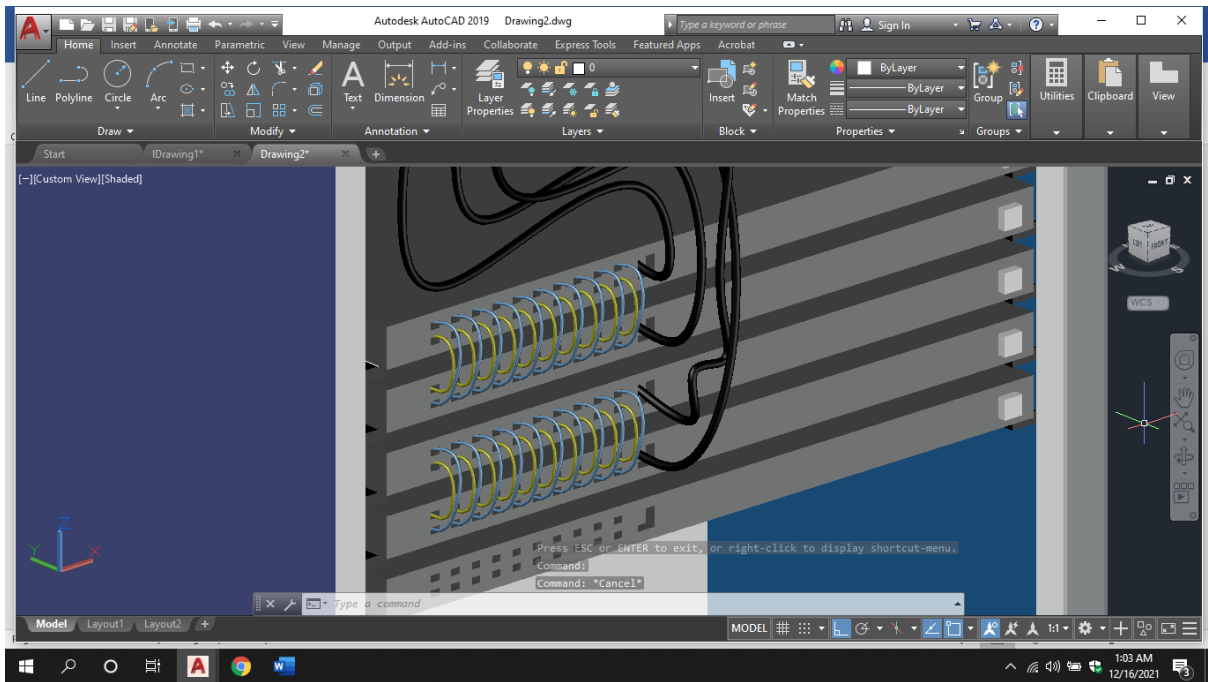 Autodesk AutoCAD 2019 Drawing2.dwg
Type a keyword or phrase
Sign In
Home Insert Annotate Parametric View Manage Output Add-ins Collaborate Express Tools Featured Apps Acrobat
Line Polyline Circle Arc
Text Dimension
Layer Properties
0
Insert
Match Properties
ByLayer
ByLayer
ByLayer
Group
Utilities
Clipboard
View
Draw Modify Annotation Layers Block Properties Groups
Start IDrawing1* Drawing2*
[−][Custom View][Shaded]
LEFT FRONT
W S
WCS
Z
Y X
Press ESC or ENTER to exit, or right-click to display shortcut-menu.
Command:
Command: *Cancel*
Type a command
Model Layout1 Layout2 +
MODEL 1:1
1:03 AM
12/16/2021
3